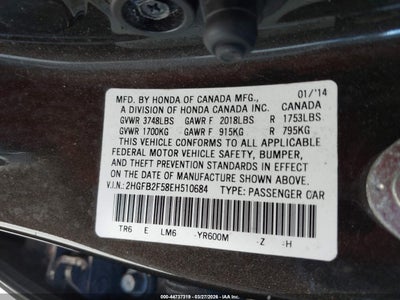 MFD. BY HONDA OF CANADA MFG., 01/'14
A DIVISION OF HONDA CANADA INC. CANADA
GVWR 3748LBS GAWR F 2018LBS R 1753LBS
GVWR 1700KG GAWR F 915KG R 795KG
THIS VEHICLE CONFORMS TO ALL APPLICABLE
FEDERAL MOTOR VEHICLE SAFETY, BUMPER,
AND THEFT PREVENTION STANDARDS IN EFFECT
ON THE DATE OF MANUFACTURE SHOWN ABOVE.
V.I.N.: 2HGFB2F58EH510684 TYPE: PASSENGER CAR
TR6 E LM6 -YR600M -Z -H
ID: 44737319 03/27/2026 IAA, Inc.